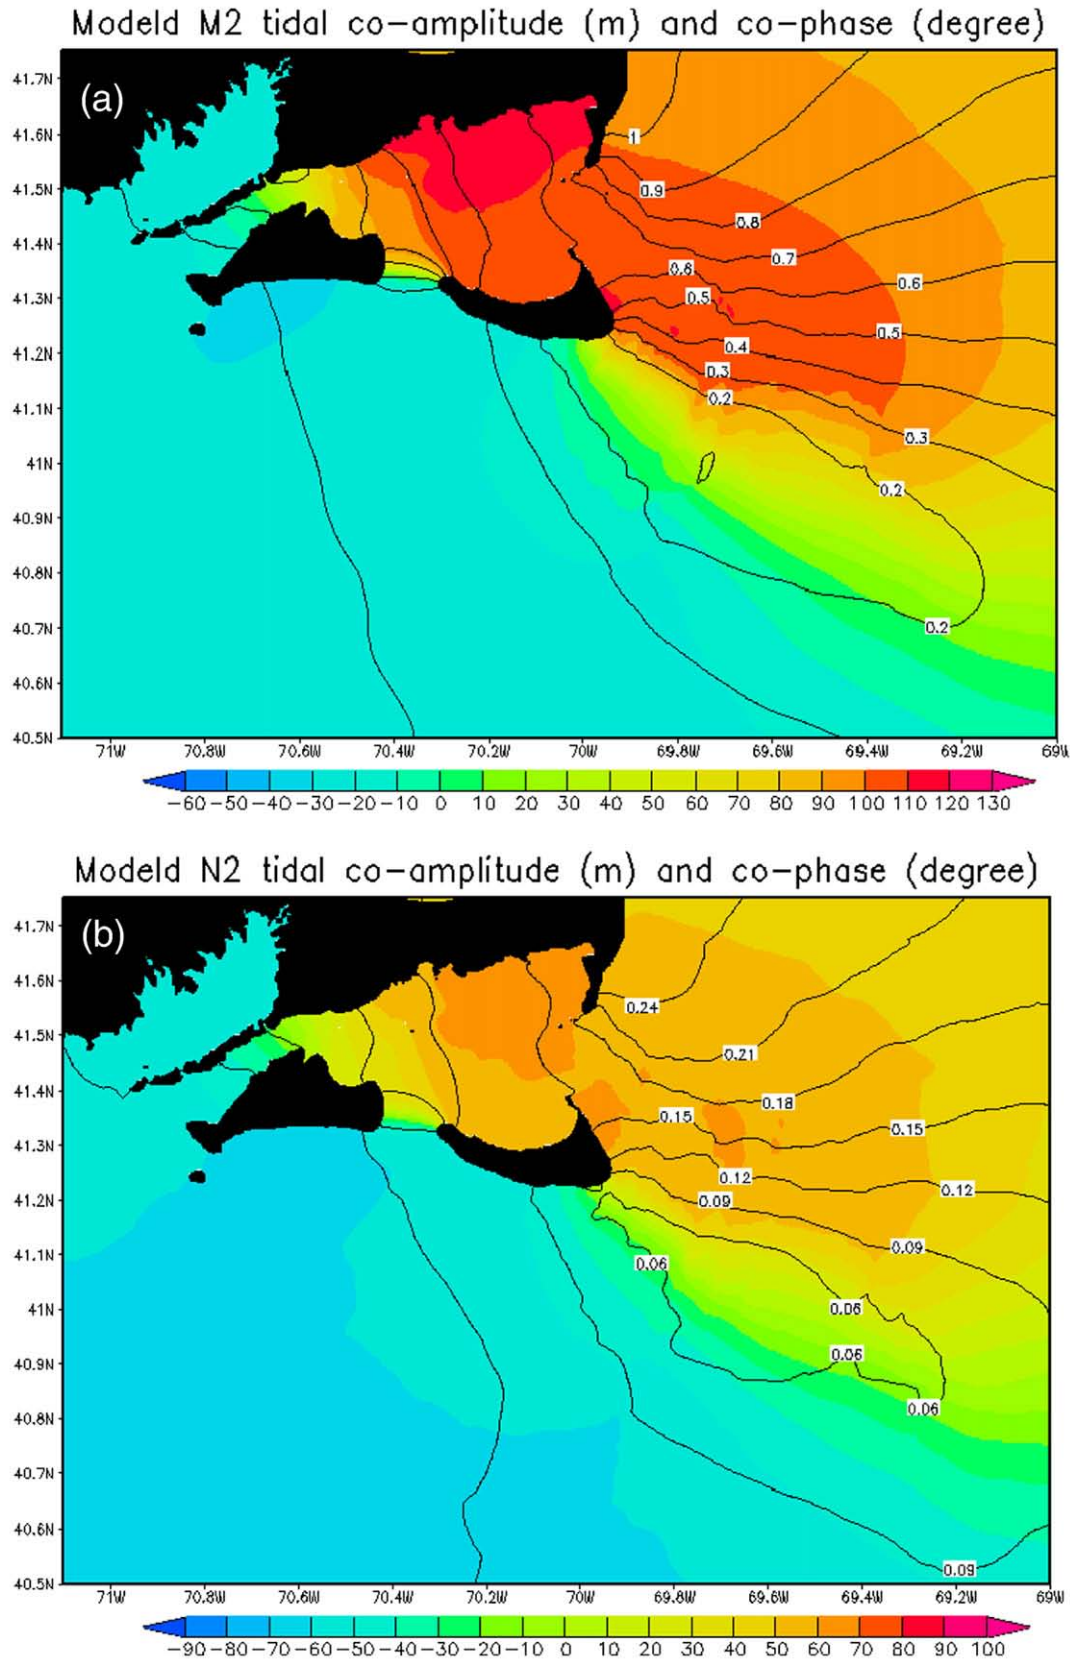 Modeld M2 tidal co-amplitude (m) and co-phase (degree)
(a)
41.7N
41.6N
41.5N
41.4N
41.3N
41.2N
41.1N
41N
40.9N
40.8N
40.7N
40.6N
40.5N
1
0.9
0.8
0.7
0.6
0.6
0.5
0.5
0.4
0.3
0.2
0.3
0.2
0.2
71W 70.8W 70.6W 70.4W 70.2W 70W 69.8W 69.6W 69.4W 69.2W 69W
-60 -50 -40 -30 -20 -10 0 10 20 30 40 50 60 70 80 90 100 110 120 130
Modeld N2 tidal co-amplitude (m) and co-phase (degree)
(b)
41.7N
41.6N
41.5N
41.4N
41.3N
41.2N
41.1N
41N
40.9N
40.8N
40.7N
40.6N
40.5N
0.24
0.21
0.18
0.15
0.15
0.12
0.12
0.09
0.09
0.06
0.06
0.06
0.06
0.09
71W 70.8W 70.6W 70.4W 70.2W 70W 69.8W 69.6W 69.4W 69.2W 69W
-90 -80 -70 -60 -50 -40 -30 -20 -10 0 10 20 30 40 50 60 70 80 90 100